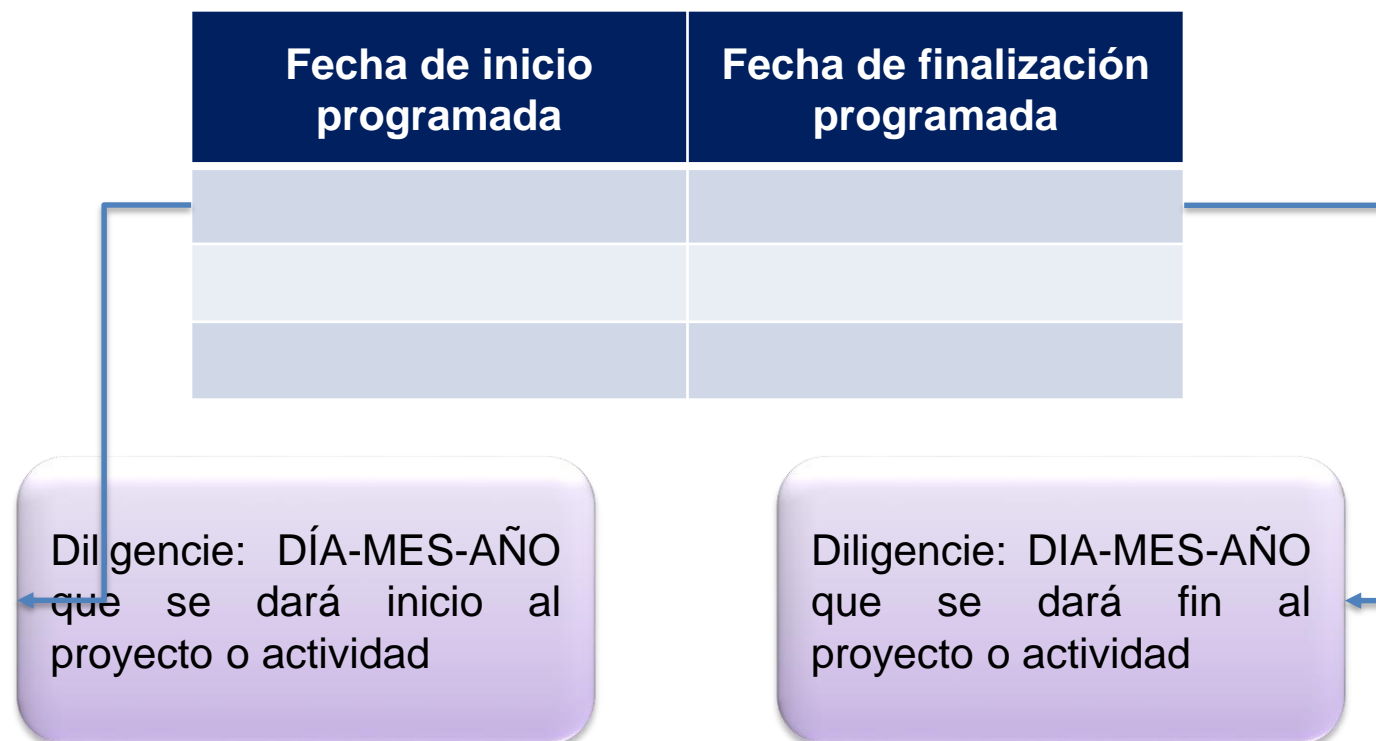 Fecha de inicio
programada
Fecha de finalización
programada
Diligencie: DÍA-MES-AÑO
que se dará inicio al
proyecto o actividad
Diligencie: DIA-MES-AÑO
que se dará fin al
proyecto o actividad